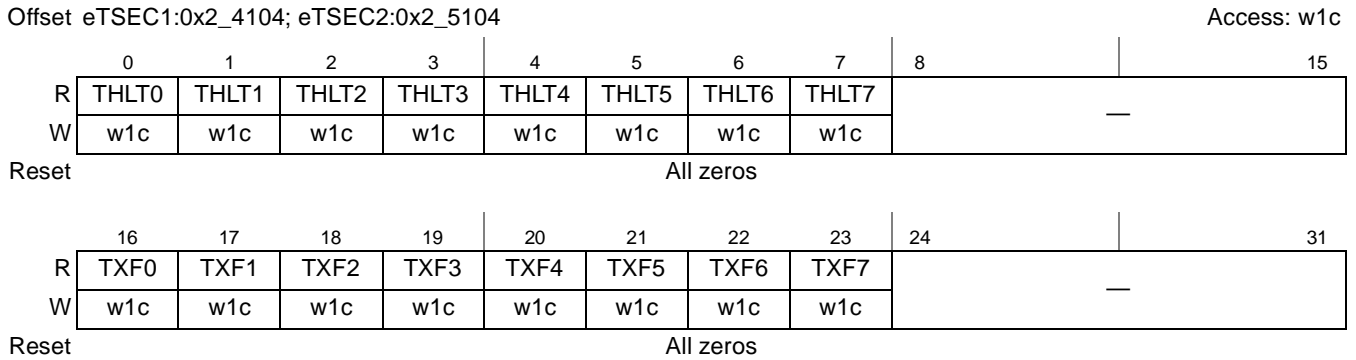 Offset eTSEC1:0x2_4104; eTSEC2:0x2_5104 Access: w1c
0 1 2 3 4 5 6 7 8 15
R THLT0 THLT1 THLT2 THLT3 THLT4 THLT5 THLT6 THLT7 —
W w1c w1c w1c w1c w1c w1c w1c w1c
Reset All zeros
16 17 18 19 20 21 22 23 24 31
R TXF0 TXF1 TXF2 TXF3 TXF4 TXF5 TXF6 TXF7 —
W w1c w1c w1c w1c w1c w1c w1c w1c
Reset All zeros